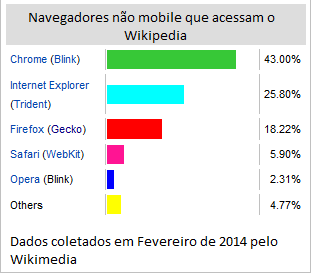 Navegadores não mobile que acessam o
Wikipedia
Chrome (Blink) 43.00%
Internet Explorer
(Trident) 25.80%
Firefox (Gecko) 18.22%
Safari (WebKit) 5.90%
Opera (Blink) 2.31%
Others 4.77%
Dados coletados em Fevereiro de 2014 pelo
Wikimedia